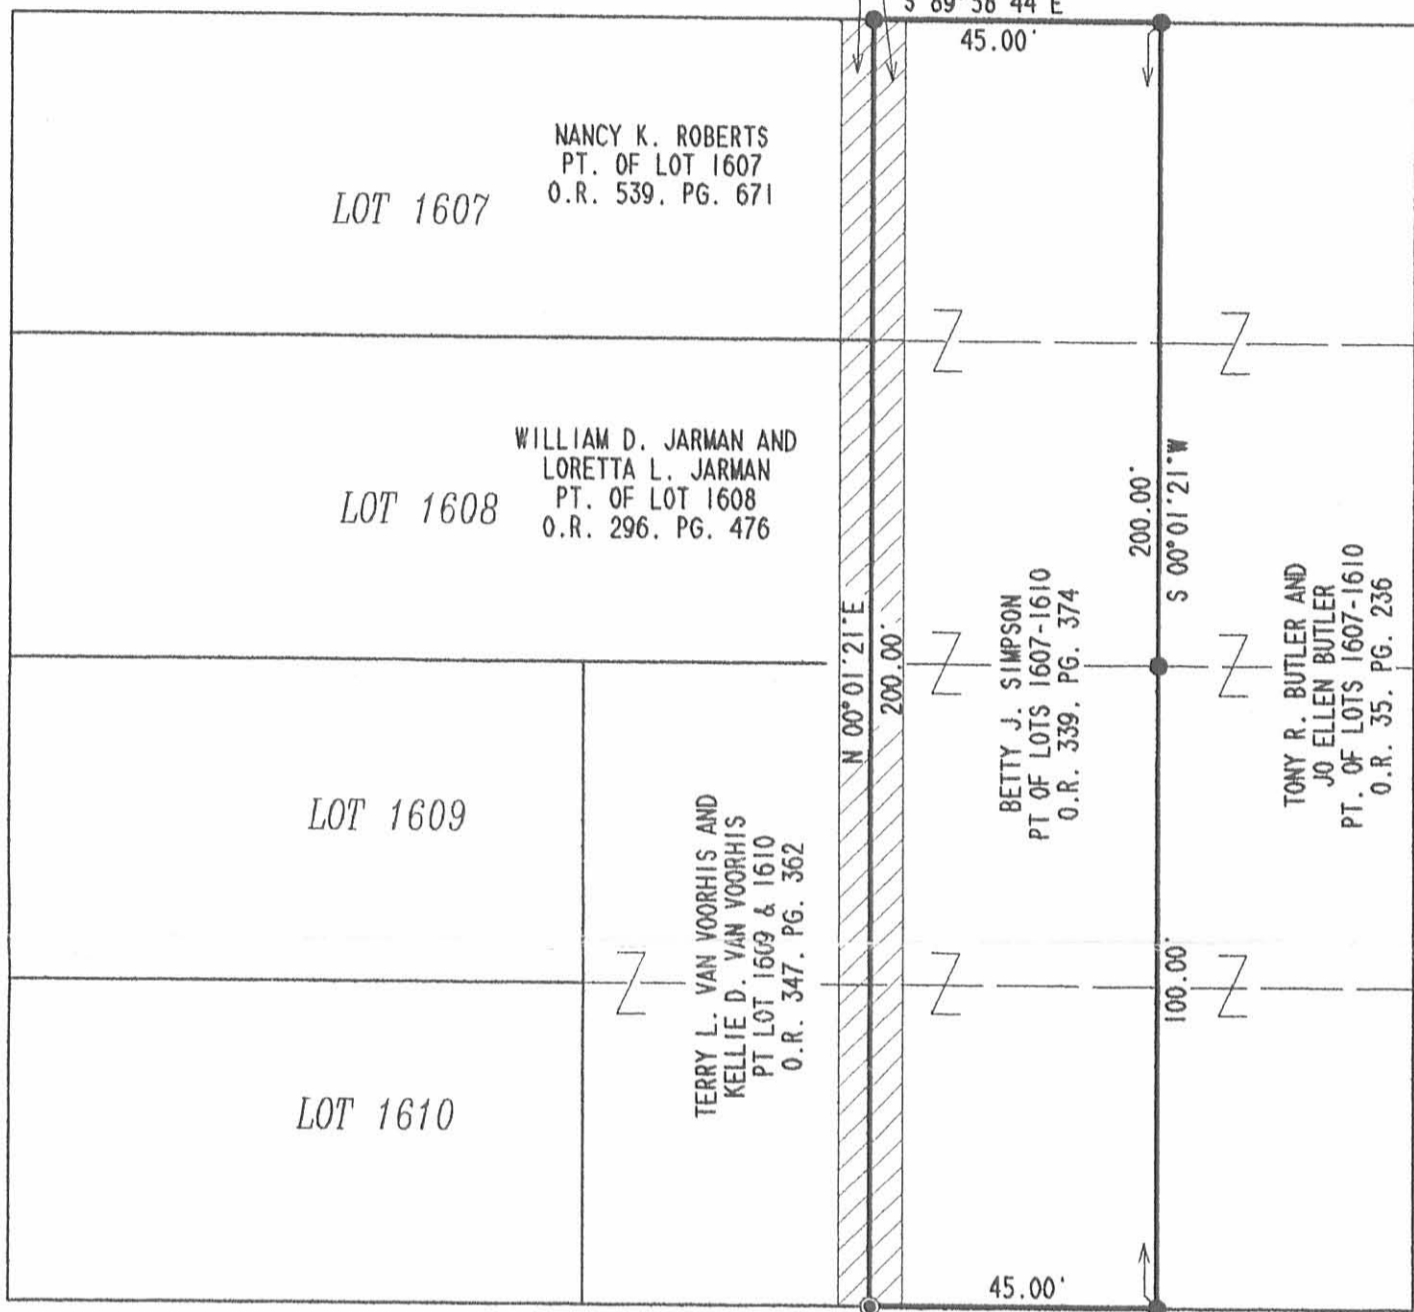 S 89°58'44"E
45.00'
NANCY K. ROBERTS
PT. OF LOT 1607
O.R. 539. PG. 671
LOT 1607
WILLIAM D. JARMAN AND
LORETTA L. JARMAN
PT. OF LOT 1608
O.R. 296. PG. 476
LOT 1608
N 00°01'21"E
200.00'
200.00'
S 00°01'21"W
BETTY J. SIMPSON
PT OF LOTS 1607-1610
O.R. 339. PG. 374
TONY R. BUTLER AND
JO ELLEN BUTLER
PT. OF LOTS 1607-1610
O.R. 35. PG. 236
LOT 1609
TERRY L. VAN VOORHIS AND
KELLIE D. VAN VOORHIS
PT LOT 1609 & 1610
O.R. 347. PG. 362
100.00'
LOT 1610
45.00'